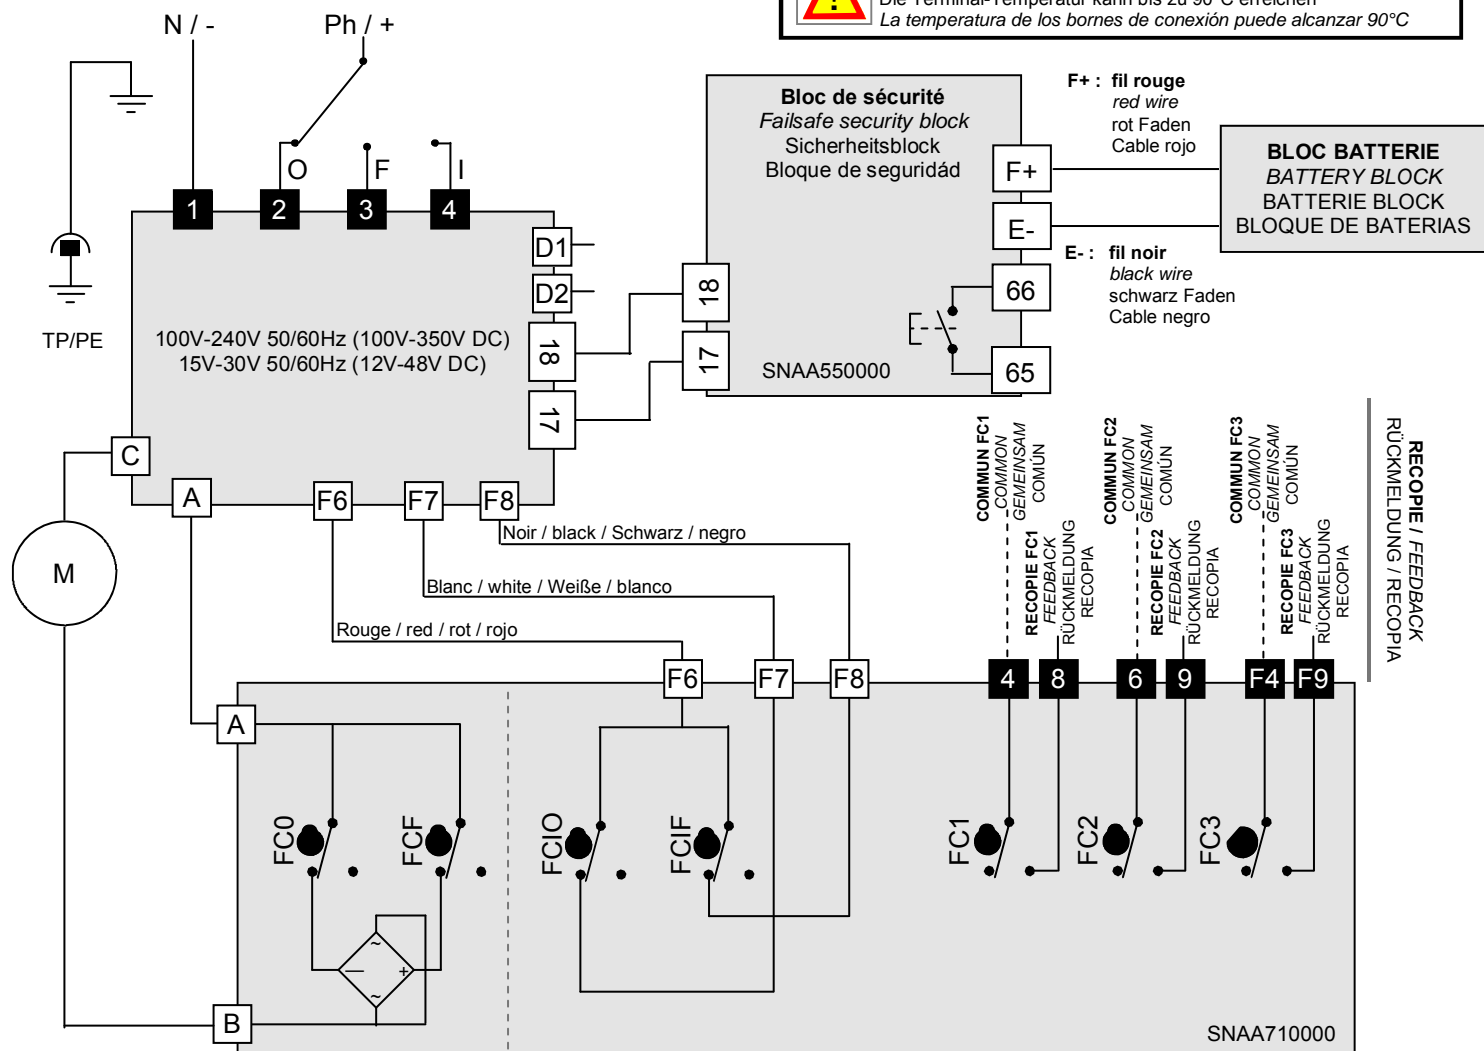 Die Terminal-Temperatur kann bis zu 90°C erreichen
La temperatura de los bornes de conexión puede alcanzar 90°C
!
N / -
Ph / +
O
F
I
1
2
3
4
TP/PE
100V-240V 50/60Hz (100V-350V DC)
15V-30V 50/60Hz (12V-48V DC)
D1
D2
18
17
C
A
F6
F7
F8
M
Bloc de sécurité
Failsafe security block
Sicherheitsblock
Bloque de seguridád
18
17
SNAA550000
F+
E-
66
65
F+ : fil rouge
red wire
rot Faden
Cable rojo
E- : fil noir
black wire
schwarz Faden
Cable negro
BLOC BATTERIE
BATTERY BLOCK
BATTERIE BLOCK
BLOQUE DE BATERIAS
Noir / black / Schwarz / negro
Blanc / white / Weiße / blanco
Rouge / red / rot / rojo
COMMUN FC1
COMMON
GEMEINSAM
COMÚN
RECOPIE FC1
FEEDBACK
RÜCKMELDUNG
RECOPIA
COMMUN FC2
COMMON
GEMEINSAM
COMÚN
RECOPIE FC2
FEEDBACK
RÜCKMELDUNG
RECOPIA
COMMUN FC3
COMMON
GEMEINSAM
COMÚN
RECOPIE FC3
FEEDBACK
RÜCKMELDUNG
RECOPIA
RECOPIE / FEEDBACK
RÜCKMELDUNG / RECOPIA
F6
F7
F8
4
8
6
9
F4
F9
A
FC0
FCF
FCIO
FCIF
FC1
FC2
FC3
~
— +
~
B
SNAA710000